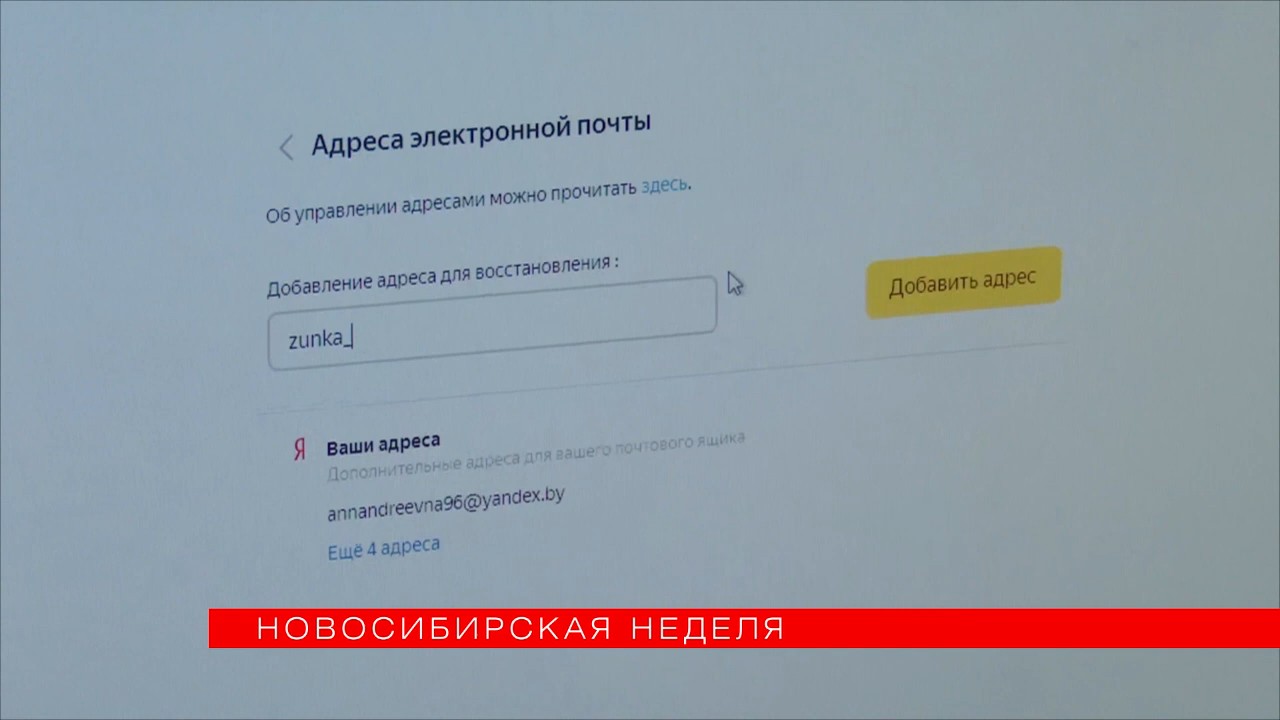 Адреса электронной почты
Об управлении адресами можно прочитать здесь.
Добавление адреса для восстановления :
zunka_
Добавить адрес
Я Ваши адреса
Дополнительные адреса для вашего почтового ящика
annandreevna96@yandex.by
Ещё 4 адреса
НОВОСИБИРСКАЯ НЕДЕЛЯ